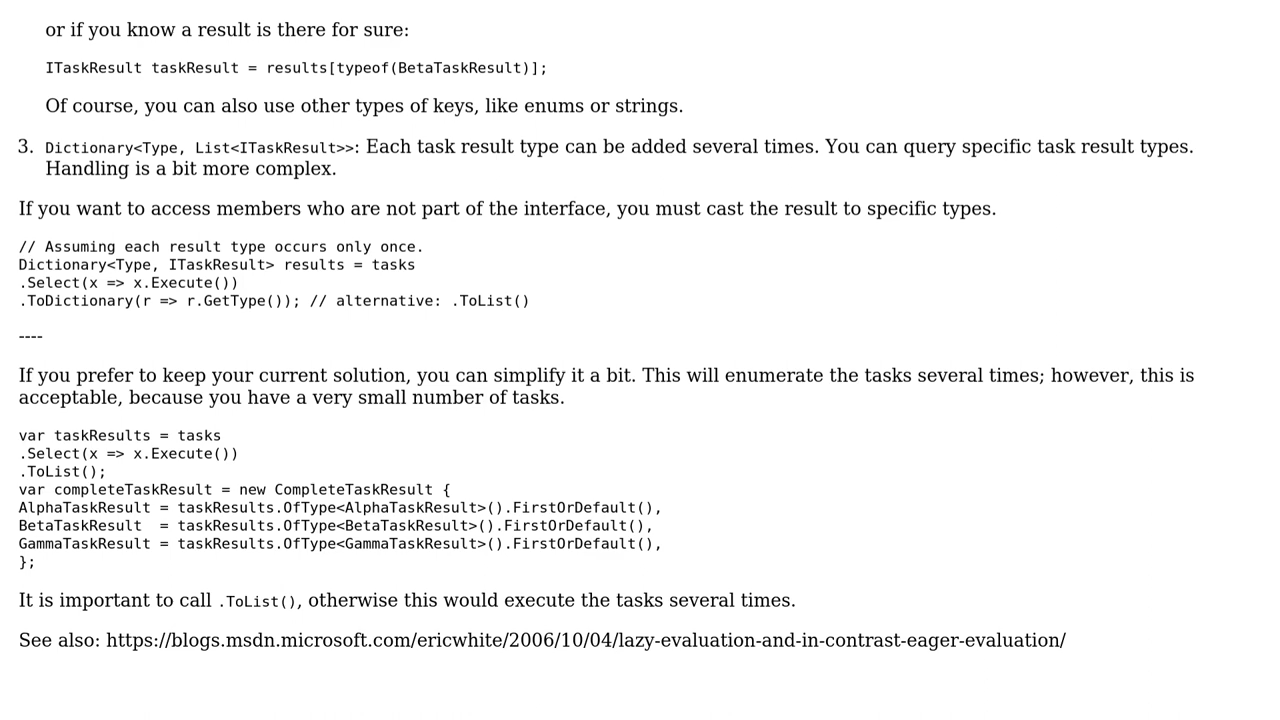 or if you know a result is there for sure:
ITaskResult taskResult = results[typeof(BetaTaskResult)];
Of course, you can also use other types of keys, like enums or strings.
3. Dictionary<Type, List<ITaskResult>>: Each task result type can be added several times. You can query specific task result types.
Handling is a bit more complex.
If you want to access members who are not part of the interface, you must cast the result to specific types.
// Assuming each result type occurs only once.
Dictionary<Type, ITaskResult> results = tasks
.Select(x => x.Execute())
.ToDictionary(r => r.GetType()); // alternative: .ToList()
----
If you prefer to keep your current solution, you can simplify it a bit. This will enumerate the tasks several times; however, this is
acceptable, because you have a very small number of tasks.
var taskResults = tasks
.Select(x => x.Execute())
.ToList();
var completeTaskResult = new CompleteTaskResult {
AlphaTaskResult = taskResults.OfType<AlphaTaskResult>().FirstOrDefault(),
BetaTaskResult  = taskResults.OfType<BetaTaskResult>().FirstOrDefault(),
GammaTaskResult = taskResults.OfType<GammaTaskResult>().FirstOrDefault(),
};
It is important to call .ToList(), otherwise this would execute the tasks several times.
See also: https://blogs.msdn.microsoft.com/ericwhite/2006/10/04/lazy-evaluation-and-in-contrast-eager-evaluation/